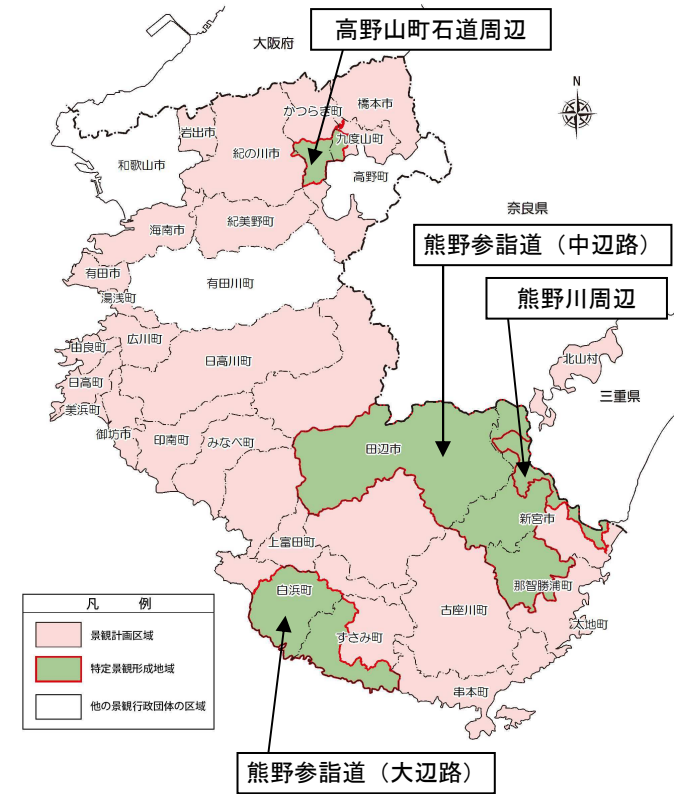 高野山町石道周辺
大阪府
N
橋本市
かつらぎ町
岩出市
九度山町
紀の川市
和歌山市
高野町
奈良県
紀美野町
海南市
熊野参詣道（中辺路）
有田市
有田川町
湯浅町
熊野川周辺
広川町
由良町
日高川町
北山村
日高町
三重県
美浜町
御坊市
印南町
みなべ町
田辺市
新宮市
上富田町
白浜町
那智勝浦町
古座川町
太地町
すさみ町
串本町
凡 例
景観計画区域
特定景観形成地域
他の景観行政団体の区域
熊野参詣道（大辺路）